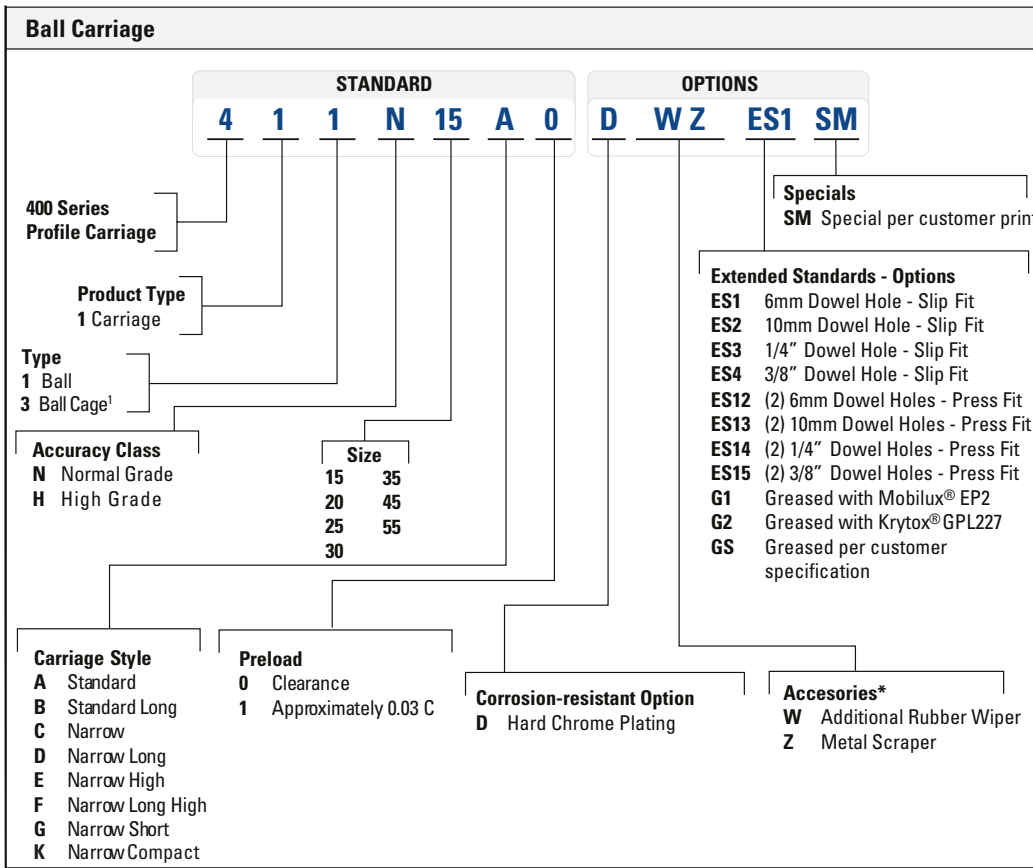 Ball Carriage
STANDARD
OPTIONS
4 1 1 N 15 A 0 D W Z ES1 SM
400 Series
Profile Carriage
Product Type
1 Carriage
Type
1 Ball
3 Ball Cage¹
Accuracy Class
N Normal Grade
H High Grade
Size
15 35
20 45
25 55
30
Specials
SM Special per customer print
Extended Standards - Options
ES1 6mm Dowel Hole - Slip Fit
ES2 10mm Dowel Hole - Slip Fit
ES3 1/4” Dowel Hole - Slip Fit
ES4 3/8” Dowel Hole - Slip Fit
ES12 (2) 6mm Dowel Holes - Press Fit
ES13 (2) 10mm Dowel Holes - Press Fit
ES14 (2) 1/4” Dowel Holes - Press Fit
ES15 (2) 3/8” Dowel Holes - Press Fit
G1 Greased with Mobilux® EP2
G2 Greased with Krytox® GPL227
GS Greased per customer
specification
Carriage Style
A Standard
B Standard Long
C Narrow
D Narrow Long
E Narrow High
F Narrow Long High
G Narrow Short
K Narrow Compact
Preload
0 Clearance
1 Approximately 0.03 C
Corrosion-resistant Option
D Hard Chrome Plating
Accesories*
W Additional Rubber Wiper
Z Metal Scraper